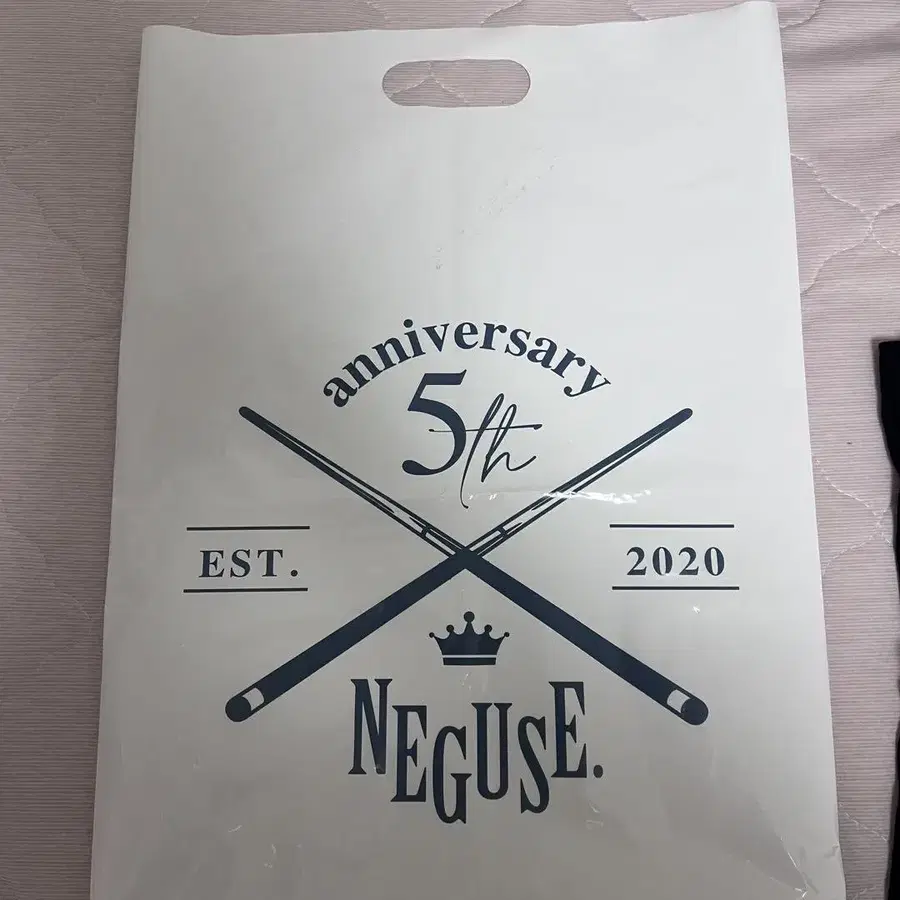 anniversary
5th
EST.
2020
NEGUSE.